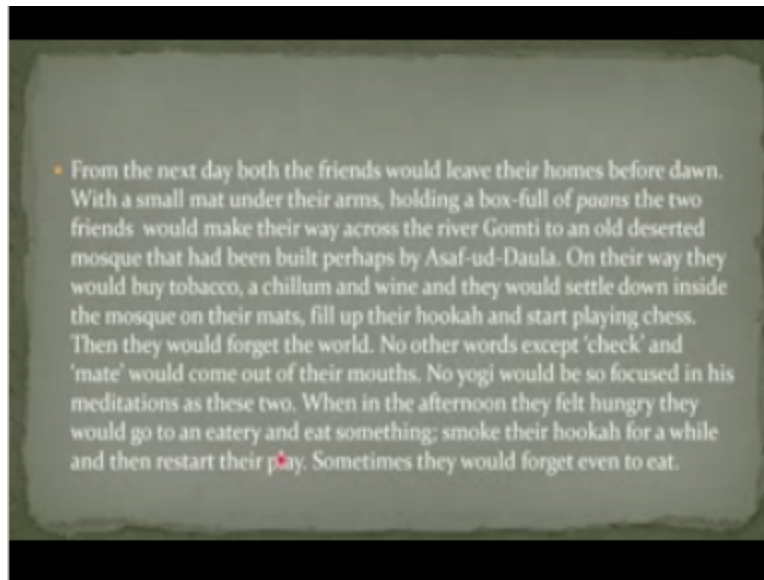 From the next day both the friends would leave their homes before dawn.
With a small mat under their arms, holding a box-full of paans the two
friends would make their way across the river Gomti to an old deserted
mosque that had been built perhaps by Asaf-ud-Daula. On their way they
would buy tobacco, a chillum and wine and they would settle down inside
the mosque on their mats, fill up their hookah and start playing chess.
Then they would forget the world. No other words except 'check' and
'mate' would come out of their mouths. No yogi would be so focused in his
meditations as these two. When in the afternoon they felt hungry they
would go to an eatery and eat something; smoke their hookah for a while
and then restart their play. Sometimes they would forget even to eat.